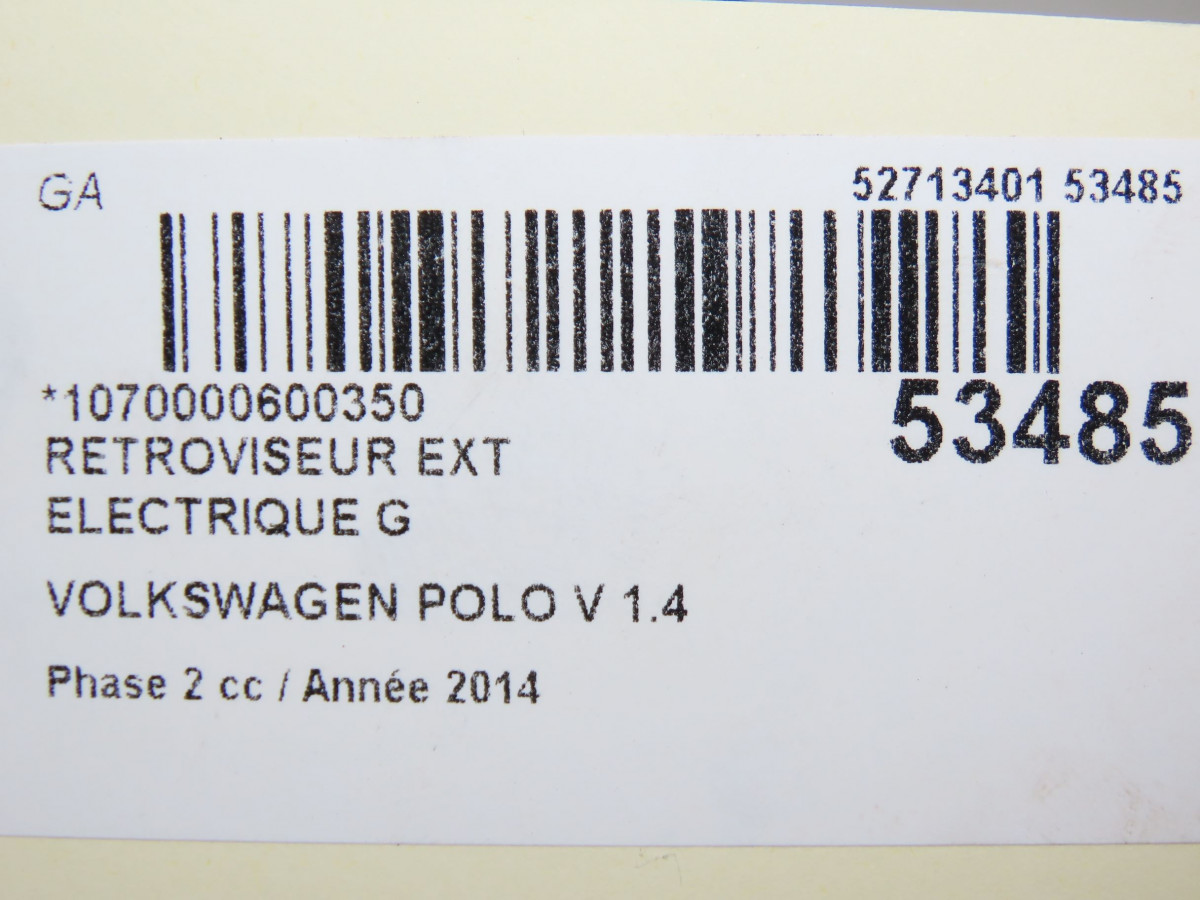 GA
52713401 53485
*1070000600350
53485
RETROVISEUR EXT
ELECTRIQUE G
VOLKSWAGEN POLO V 1.4
Phase 2 cc / Année 2014